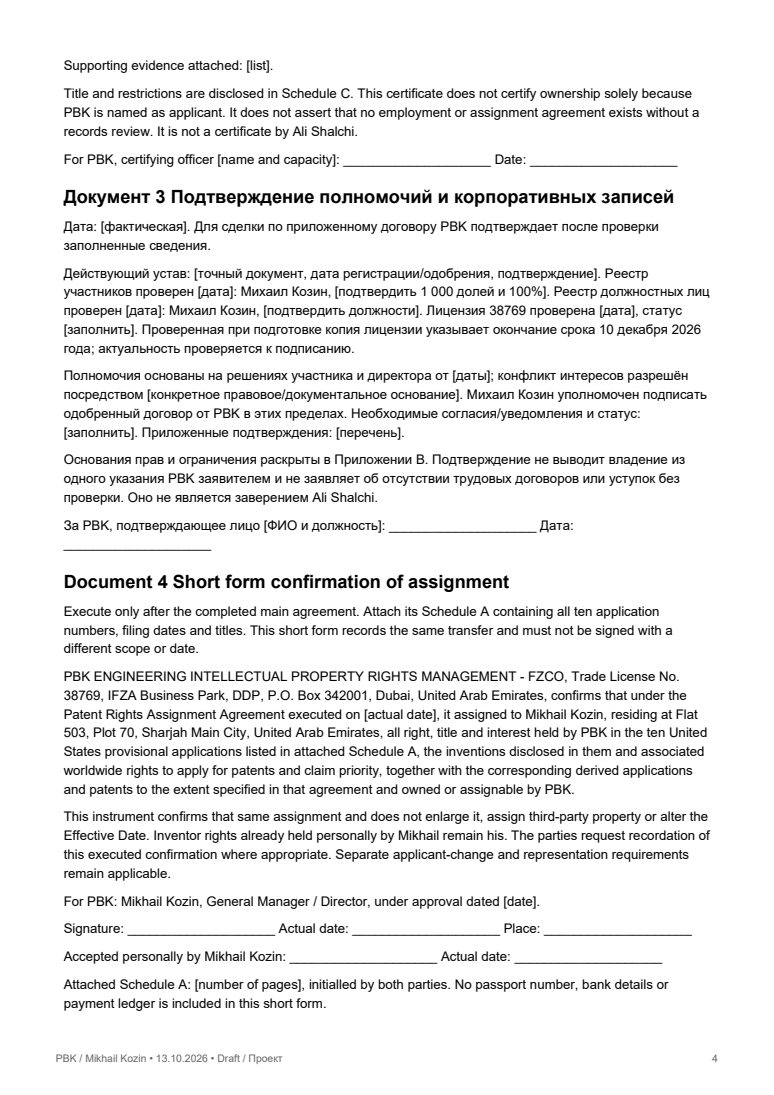 Supporting evidence attached: [list].
Title and restrictions are disclosed in Schedule C. This certificate does not certify ownership solely because
PBK is named as applicant. It does not assert that no employment or assignment agreement exists without a
records review. It is not a certificate by Ali Shalchi.
For PBK, certifying officer [name and capacity]: ____________________ Date: ____________________
Документ 3 Подтверждение полномочий и корпоративных записей
Дата: [фактическая]. Для сделки по приложенному договору PBK подтверждает после проверки
заполненные сведения.
Действующий устав: [точный документ, дата регистрации/одобрения, подтверждение]. Реестр
участников проверен [дата]: Михаил Козин, [подтвердить 1 000 долей и 100%]. Реестр должностных лиц
проверен [дата]: Михаил Козин, [подтвердить должности]. Лицензия 38769 проверена [дата], статус
[заполнить]. Проверенная при подготовке копия лицензии указывает окончание срока 10 декабря 2026
года; актуальность проверяется к подписанию.
Полномочия основаны на решениях участника и директора от [даты]; конфликт интересов разрешён
посредством [конкретное правовое/документальное основание]. Михаил Козин уполномочен подписать
одобренный договор от PBK в этих пределах. Необходимые согласия/уведомления и статус:
[заполнить]. Приложенные подтверждения: [перечень].
Основания прав и ограничения раскрыты в Приложении B. Подтверждение не выводит владение из
одного указания PBK заявителем и не заявляет об отсутствии трудовых договоров или уступок без
проверки. Оно не является заверением Ali Shalchi.
За PBK, подтверждающее лицо [ФИО и должность]: ____________________ Дата:
____________________
Document 4 Short form confirmation of assignment
Execute only after the completed main agreement. Attach its Schedule A containing all ten application
numbers, filing dates and titles. This short form records the same transfer and must not be signed with a
different scope or date.
PBK ENGINEERING INTELLECTUAL PROPERTY RIGHTS MANAGEMENT - FZCO, Trade License No.
38769, IFZA Business Park, DDP, P.O. Box 342001, Dubai, United Arab Emirates, confirms that under the
Patent Rights Assignment Agreement executed on [actual date], it assigned to Mikhail Kozin, residing at Flat
503, Plot 70, Sharjah Main City, United Arab Emirates, all right, title and interest held by PBK in the ten United
States provisional applications listed in attached Schedule A, the inventions disclosed in them and associated
worldwide rights to apply for patents and claim priority, together with the corresponding derived applications
and patents to the extent specified in that agreement and owned or assignable by PBK.
This instrument confirms that same assignment and does not enlarge it, assign third-party property or alter the
Effective Date. Inventor rights already held personally by Mikhail remain his. The parties request recordation of
this executed confirmation where appropriate. Separate applicant-change and representation requirements
remain applicable.
For PBK: Mikhail Kozin, General Manager / Director, under approval dated [date].
Signature: ____________________ Actual date: ____________________ Place: ____________________
Accepted personally by Mikhail Kozin: ____________________ Actual date: ____________________
Attached Schedule A: [number of pages], initialled by both parties. No passport number, bank details or
payment ledger is included in this short form.
PBK / Mikhail Kozin • 13.10.2026 • Draft / Проект
4